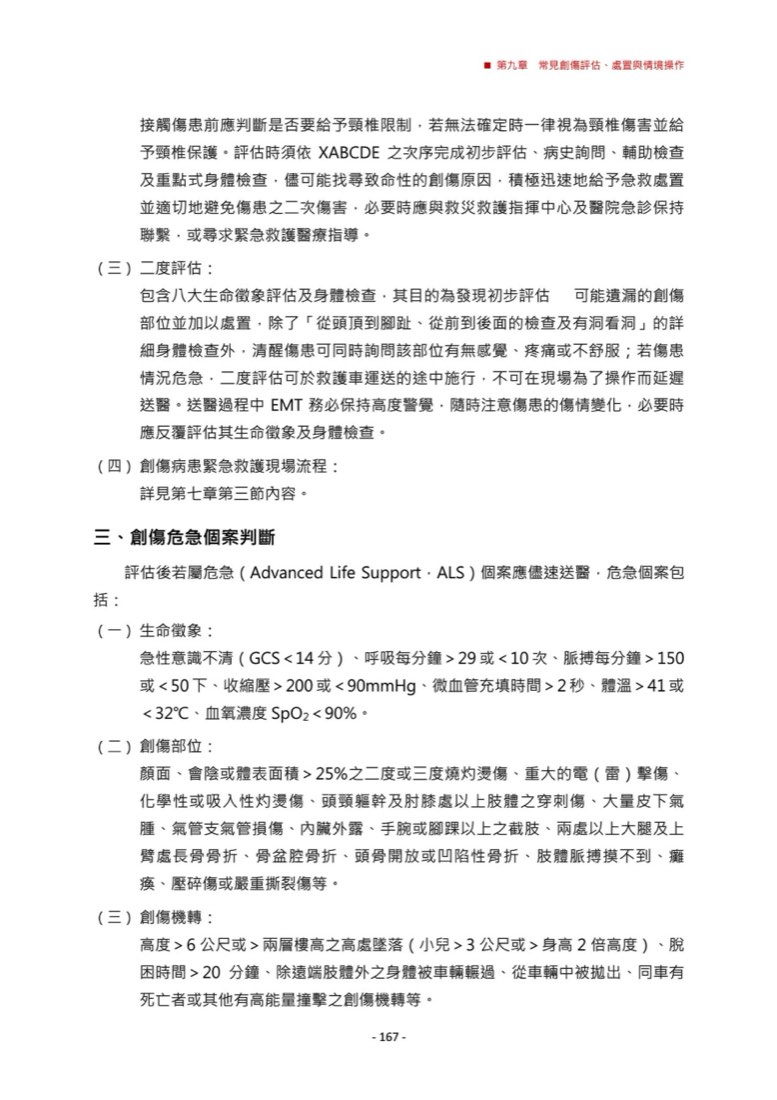 ■ 第九章　常見創傷評估、處置與情境操作
接觸傷患前應判斷是否要給予頸椎限制，若無法確定時一律視為頸椎傷害並給
予頸椎保護。評估時須依 XABCDE 之次序完成初步評估、病史詢問、輔助檢查
及重點式身體檢查，儘可能找尋致命性的創傷原因，積極迅速地給予急救處置
並適切地避免傷患之二次傷害，必要時應與救災救護指揮中心及醫院急診保持
聯繫，或尋求緊急救護醫療指導。
（三）二度評估：
包含八大生命徵象評估及身體檢查，其目的為發現初步評估　可能遺漏的創傷
部位並加以處置，除了「從頭頂到腳趾、從前到後面的檢查及有洞看洞」的詳
細身體檢查外，清醒傷患可同時詢問該部位有無感覺、疼痛或不舒服；若傷患
情況危急，二度評估可於救護車運送的途中施行，不可在現場為了操作而延遲
送醫。送醫過程中 EMT 務必保持高度警覺，隨時注意傷患的傷情變化，必要時
應反覆評估其生命徵象及身體檢查。
（四）創傷病患緊急救護現場流程：
詳見第七章第三節內容。
三、創傷危急個案判斷
評估後若屬危急（Advanced Life Support，ALS）個案應儘速送醫，危急個案包
括：
（一）生命徵象：
急性意識不清（GCS＜14 分）、呼吸每分鐘＞29 或＜10 次、脈搏每分鐘＞150
或＜50 下、收縮壓＞200 或＜90mmHg、微血管充填時間＞2 秒、體溫＞41 或
＜32℃、血氧濃度 SpO₂＜90%。
（二）創傷部位：
顏面、會陰或體表面積＞25%之二度或三度燒灼燙傷、重大的電（雷）擊傷、
化學性或吸入性灼燙傷、頭頸軀幹及肘膝處以上肢體之穿刺傷、大量皮下氣
腫、氣管支氣管損傷、內臟外露、手腕或腳踝以上之截肢、兩處以上大腿及上
臂處長骨骨折、骨盆腔骨折、頭骨開放或凹陷性骨折、肢體脈搏摸不到、癱
瘓、壓碎傷或嚴重撕裂傷等。
（三）創傷機轉：
高度＞6 公尺或＞兩層樓高之高處墜落（小兒＞3 公尺或＞身高 2 倍高度）、脫
困時間＞20 分鐘、除遠端肢體外之身體被車輛輾過、從車輛中被拋出、同車有
死亡者或其他有高能量撞擊之創傷機轉等。
- 167 -